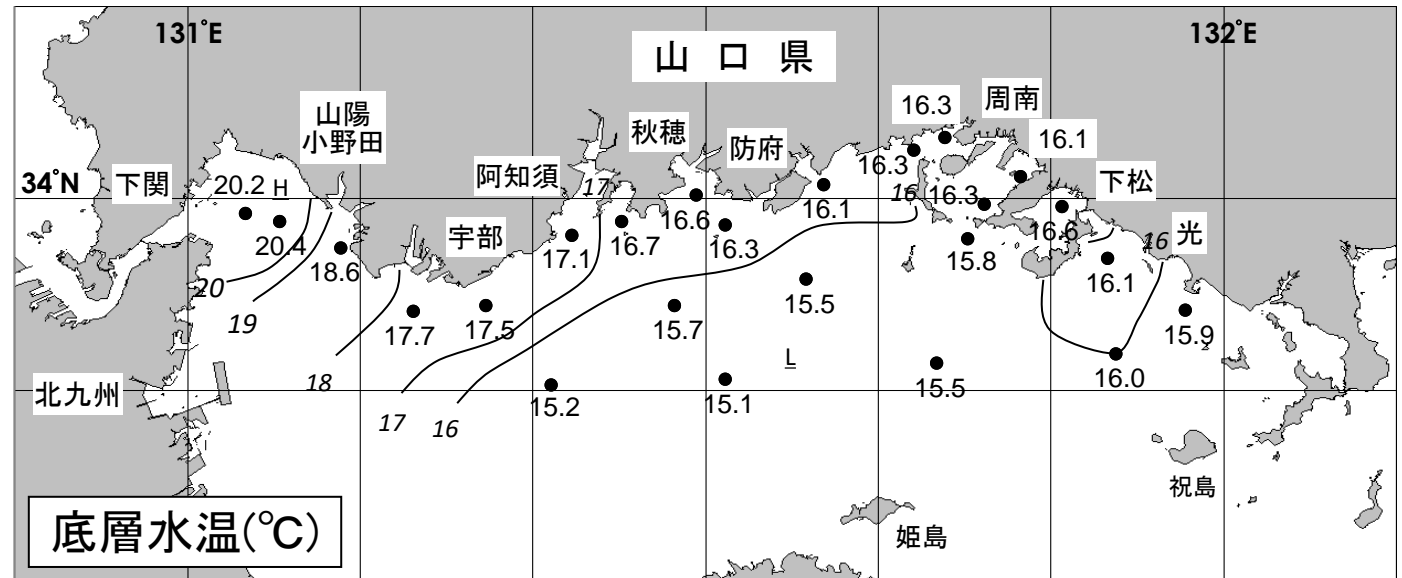 131°E
132°E
山 口 県
16.3
周南
山陽
小野田
秋穂
防府
16.1
16.3
34°N
下関
20.2
H
阿知須
17
16
16.3
下松
20.4
宇部
16.6
16.1
18.6
17.1
16.7
16.3
15.8
16.6
16
光
16.1
20
19
17.7
17.5
15.7
15.5
15.9
18
L
15.5
16.0
北九州
17
16
15.2
15.1
祝島
底層水温(℃)
姫島